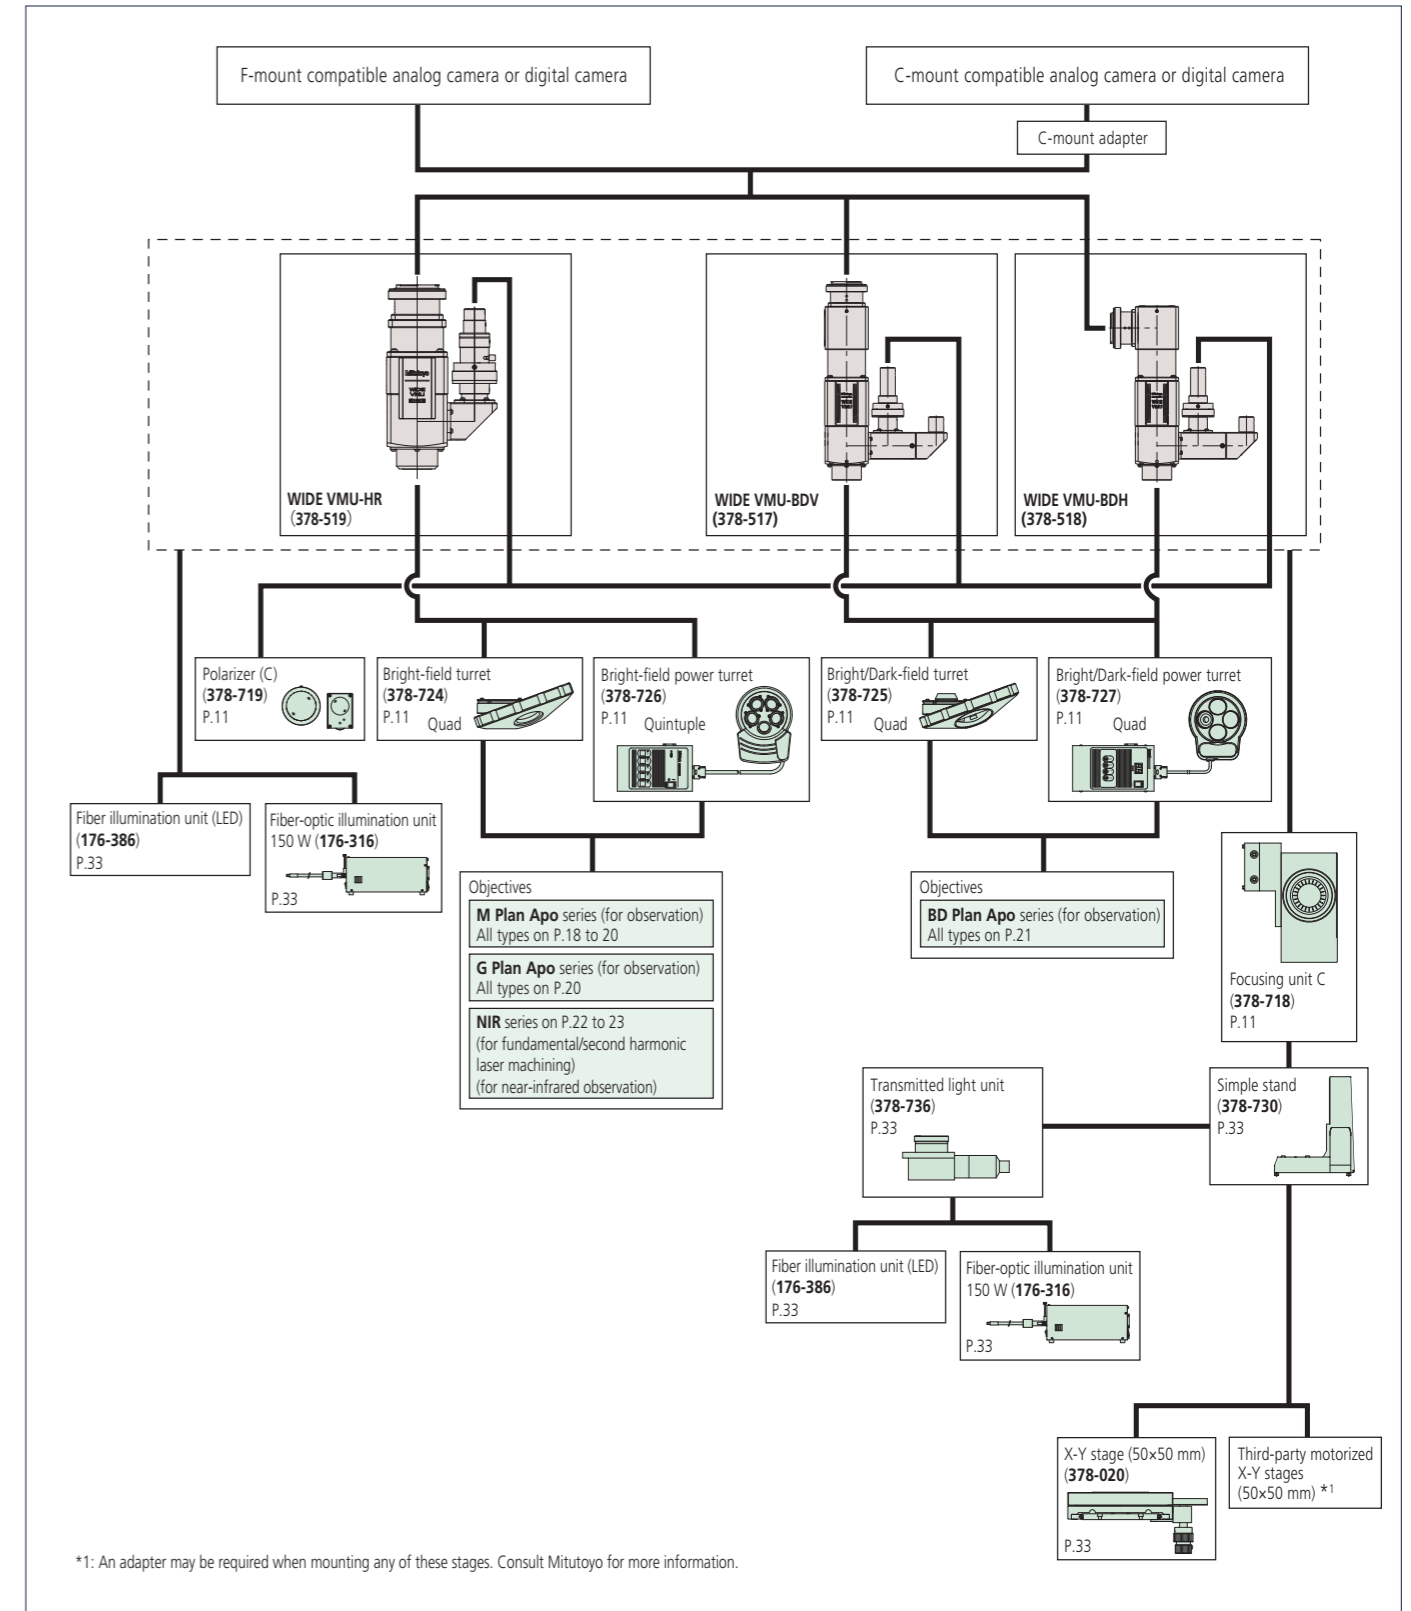 F-mount compatible analog camera or digital camera
C-mount compatible analog camera or digital camera
C-mount adapter
Mitutoyo
WIDE
VMU
WIDE VMU-HR
(378-519)
WIDE
VMU
WIDE VMU-BDV
(378-517)
WIDE
VMU
WIDE VMU-BDH
(378-518)
Polarizer (C)
(378-719)
P.11
Bright-field turret
(378-724)
P.11 Quad
Bright-field power turret
(378-726)
P.11 Quintuple
Bright/Dark-field turret
(378-725)
P.11 Quad
Bright/Dark-field power turret
(378-727)
P.11 Quad
Fiber illumination unit (LED)
(176-386)
P.33
Fiber-optic illumination unit
150 W (176-316)
P.33
Objectives
M Plan Apo series (for observation)
All types on P.18 to 20
G Plan Apo series (for observation)
All types on P.20
NIR series on P.22 to 23
(for fundamental/second harmonic
laser machining)
(for near-infrared observation)
Objectives
BD Plan Apo series (for observation)
All types on P.21
Focusing unit C
(378-718)
P.11
Transmitted light unit
(378-736)
P.33
Simple stand
(378-730)
P.33
Fiber illumination unit (LED)
(176-386)
P.33
Fiber-optic illumination unit
150 W (176-316)
P.33
X-Y stage (50×50 mm)
(378-020)
P.33
Third-party motorized
X-Y stages
(50×50 mm) *1
*1: An adapter may be required when mounting any of these stages. Consult Mitutoyo for more information.